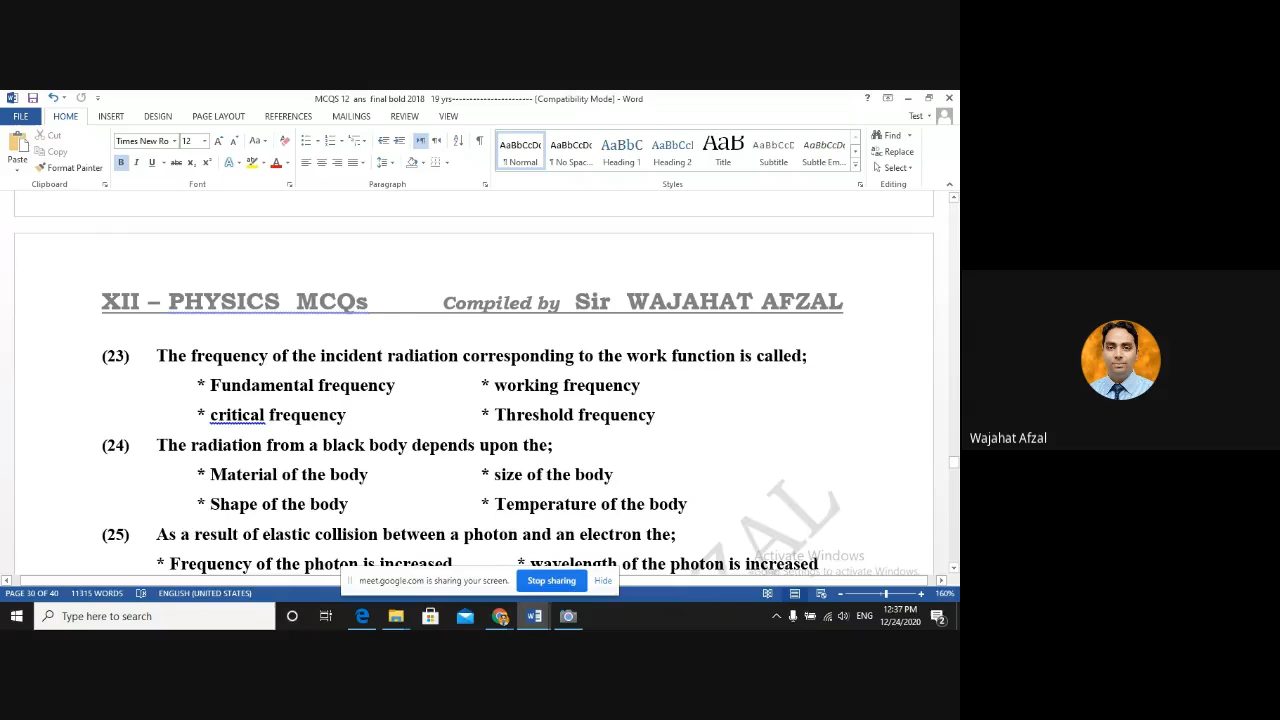 MCQS 12 ans final bold 2018 19 yrs----------------------- [Compatibility Mode] - Word
FILE HOME INSERT DESIGN PAGE LAYOUT REFERENCES MAILINGS REVIEW VIEW Test
Cut
Copy
Paste
Format Painter
Times New Ro 12
AaBbCcDc AaBbCcDc AaBbC AaBbCcl AaB AaBbCcD AaBbCcDc
¶ Normal ¶ No Spac... Heading 1 Heading 2 Title Subtitle Subtle Em...
Find
Replace
Select
Clipboard Font Paragraph Styles Editing
XII – PHYSICS MCQs Compiled by Sir WAJAHAT AFZAL
(23) The frequency of the incident radiation corresponding to the work function is called;
* Fundamental frequency * working frequency
* critical frequency * Threshold frequency
(24) The radiation from a black body depends upon the;
* Material of the body * size of the body
* Shape of the body * Temperature of the body
(25) As a result of elastic collision between a photon and an electron the;
* Frequency of the photon is increased * wavelength of the photon is increased
ZAL
Activate Windows
Settings to activate Windows.
meet.google.com is sharing your screen. Stop sharing Hide
PAGE 30 OF 40 11315 WORDS ENGLISH (UNITED STATES) 160%
Type here to search
ENG
12:37 PM
12/24/2020
2
Wajahat Afzal